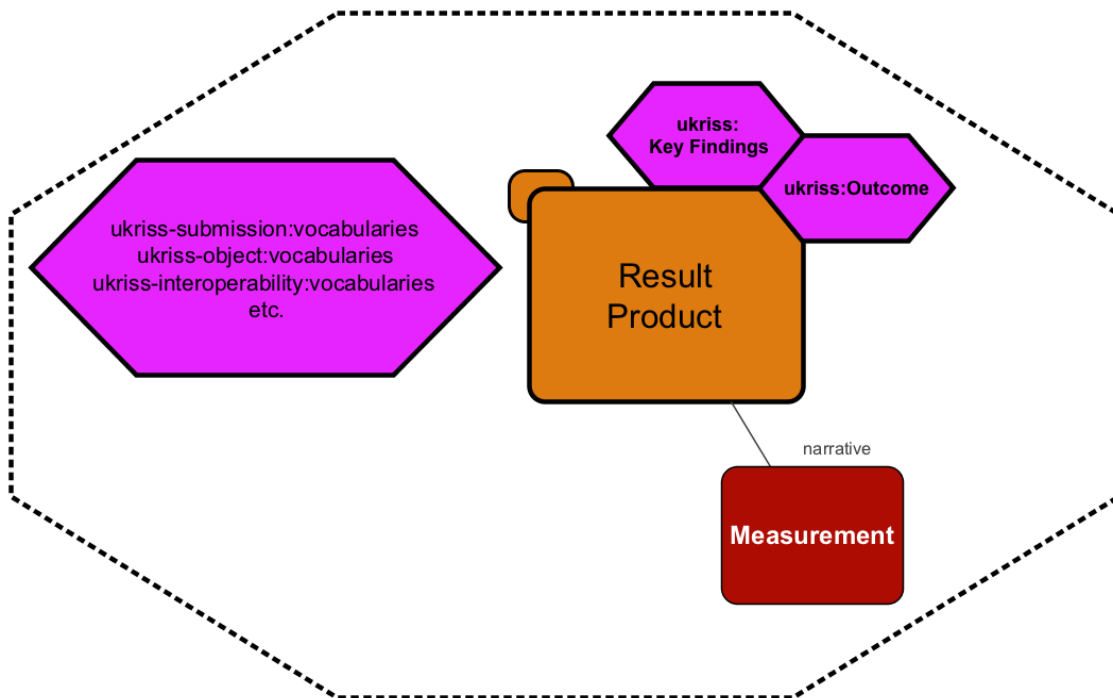 ukriss:
Key Findings
ukriss:Outcome
ukriss-submission:vocabularies
ukriss-object:vocabularies
ukriss-interoperability:vocabularies
etc.
Result
Product
narrative
Measurement